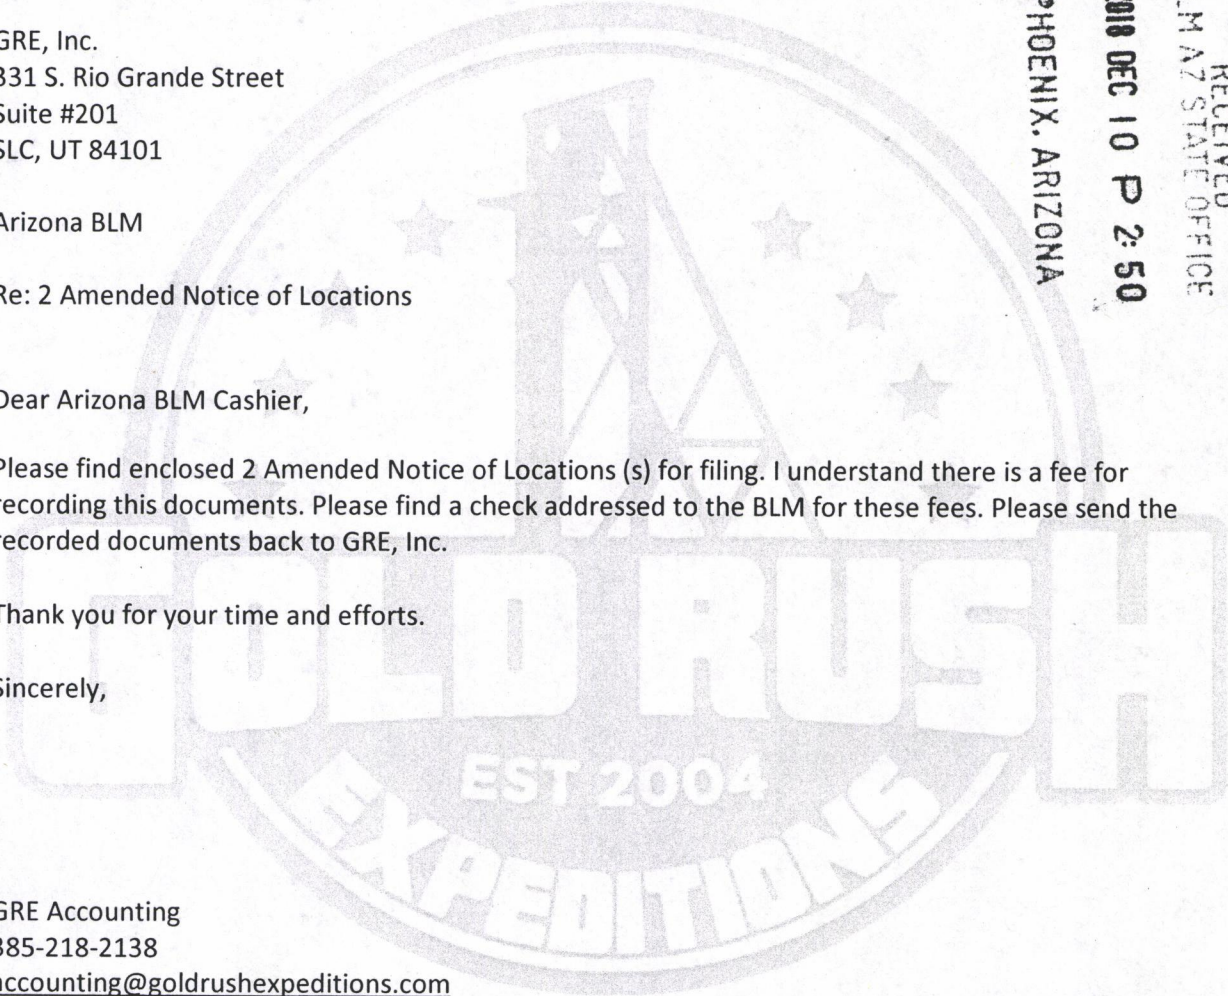 GRE, Inc.
331 S. Rio Grande Street
Suite #201
SLC, UT 84101
Arizona BLM
Re: 2 Amended Notice of Locations
Dear Arizona BLM Cashier,
Please find enclosed 2 Amended Notice of Locations (s) for filing. I understand there is a fee for
recording this documents. Please find a check addressed to the BLM for these fees. Please send the
recorded documents back to GRE, Inc.
Thank you for your time and efforts.
Sincerely,
GRE Accounting
385-218-2138
accounting@goldrushexpeditions.com
RECEIVED
LM AZ STATE OFFICE
2018 DEC 10 P 2:50
PHOENIX, ARIZONA
GOLD RUSH
EST 2004
EXPEDITIONS